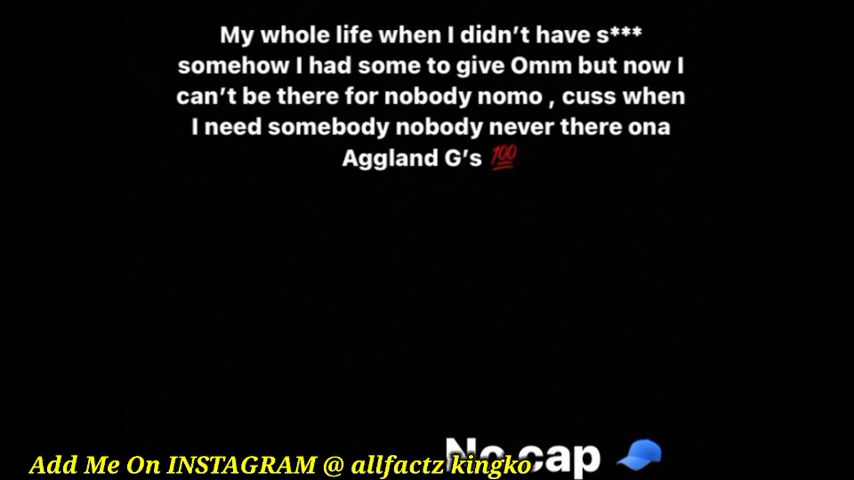 My whole life when I didn't have s***
somehow I had some to give Omm but now I
can't be there for nobody nomo , cuss when
I need somebody nobody never there ona
Aggland G's 💯
No cap 🧢
Add Me On INSTAGRAM @ allfactz kingko